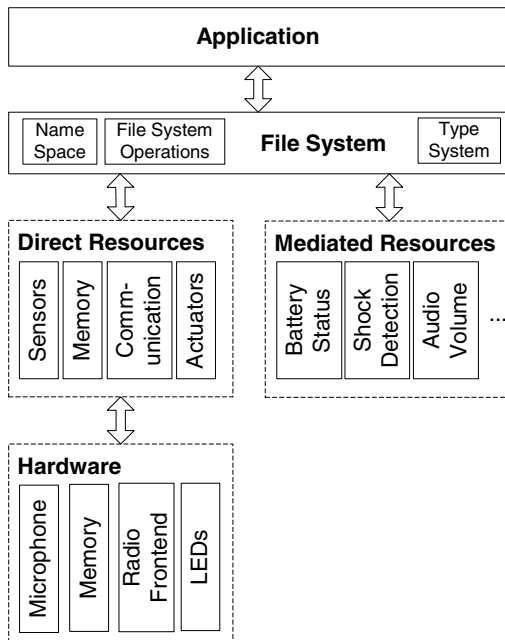 Application
Name
Space
File System
Operations
File System
Type
System
Direct Resources
Sensors
Memory
Comm-
unication
Actuators
Mediated Resources
Battery
Status
Shock
Detection
Audio
Volume
...
Hardware
Microphone
Memory
Radio
Frontend
LEDs